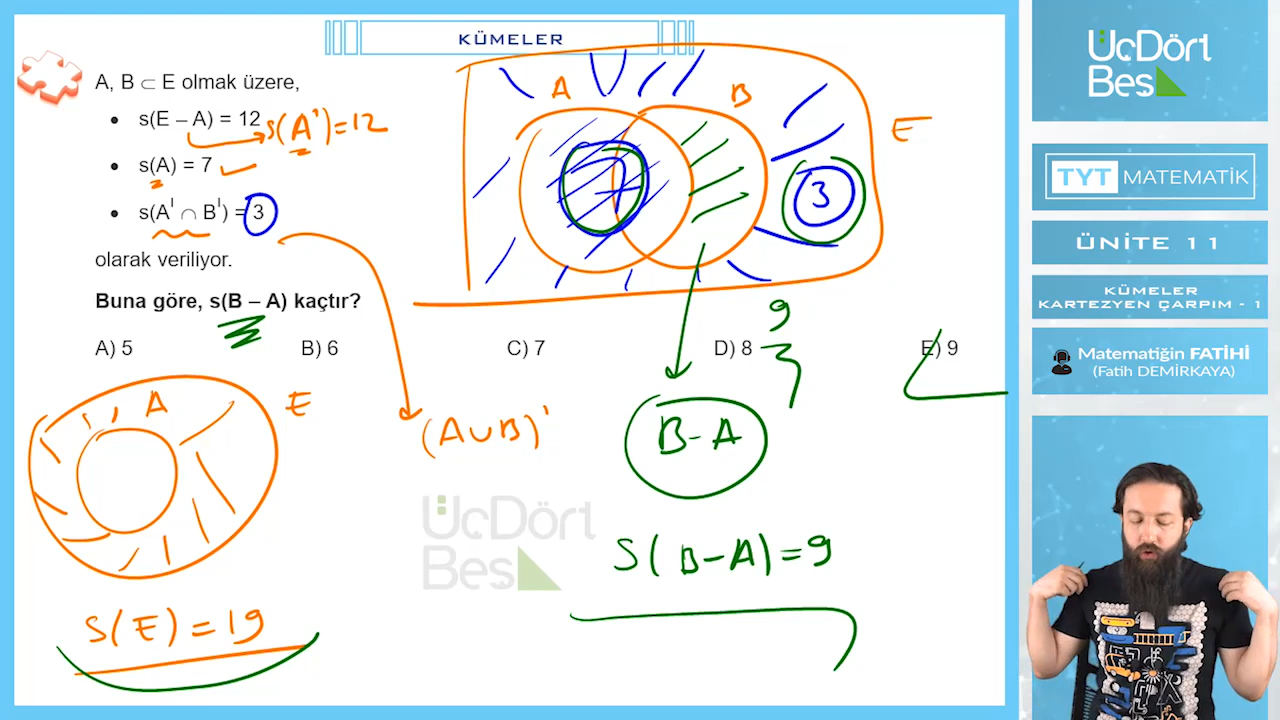 KÜMELER
A, B ⊂ E olmak üzere,
• s(E – A) = 12
s(A')=12
• s(A) = 7
• s(Aᴵ ∩ Bᴵ) = 3
olarak veriliyor.
Buna göre, s(B – A) kaçtır?
A) 5
B) 6
C) 7
D) 8
E) 9
A
B
E
7
3
9
A
E
(A∪B)'
B-A
S(B-A)=9
S(E)=19
ÜçDört
Beş
ÜçDört
Beş
TYT MATEMATİK
ÜNİTE 11
KÜMELER
KARTEZYEN ÇARPIM - 1
Matematiğin FATİHİ
(Fatih DEMİRKAYA)